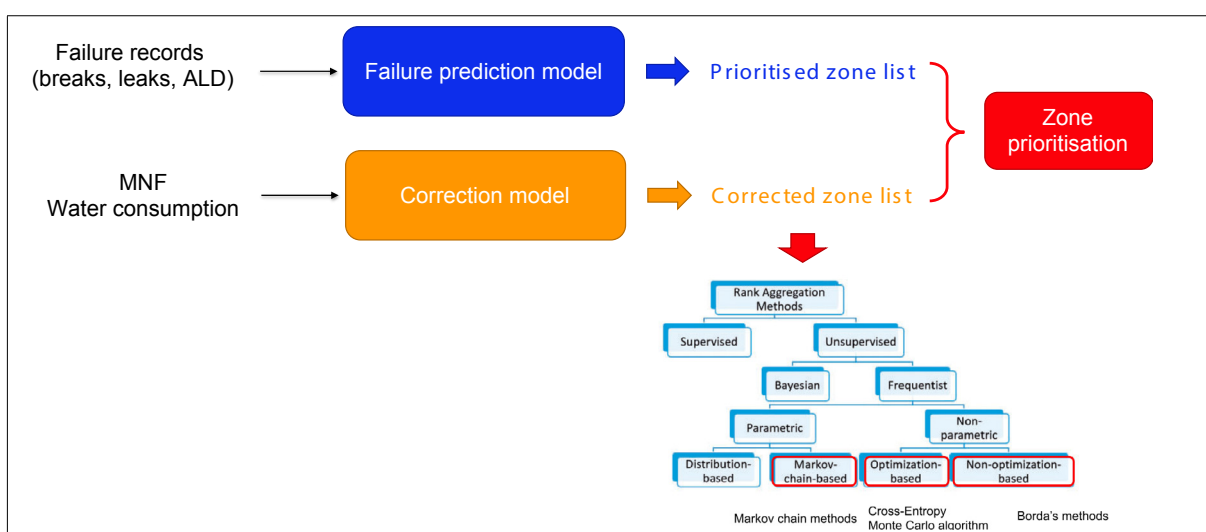 Failure records
(breaks, leaks, ALD)
Failure prediction model
Prioritised zone list
Zone
prioritisation
MNF
Water consumption
Correction model
Corrected zone list
Rank Aggregation
Methods
Supervised
Unsupervised
Bayesian
Frequentist
Parametric
Non-
parametric
Distribution-
based
Markov-
chain-based
Optimization-
based
Non-optimization-
based
Markov chain methods
Cross-Entropy
Monte Carlo algorithm
Borda's methods